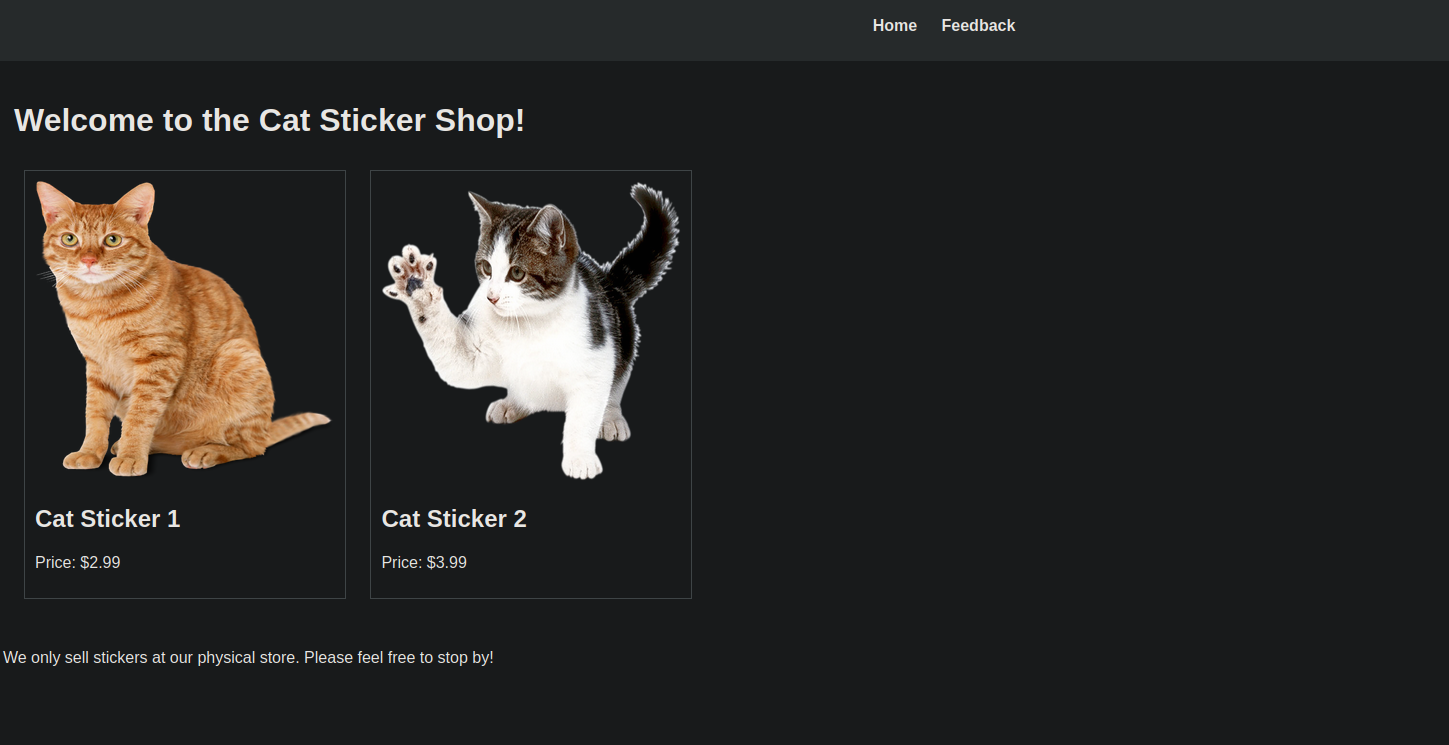 Home Feedback
Welcome to the Cat Sticker Shop!
Cat Sticker 1
Price: $2.99
Cat Sticker 2
Price: $3.99
We only sell stickers at our physical store. Please feel free to stop by!